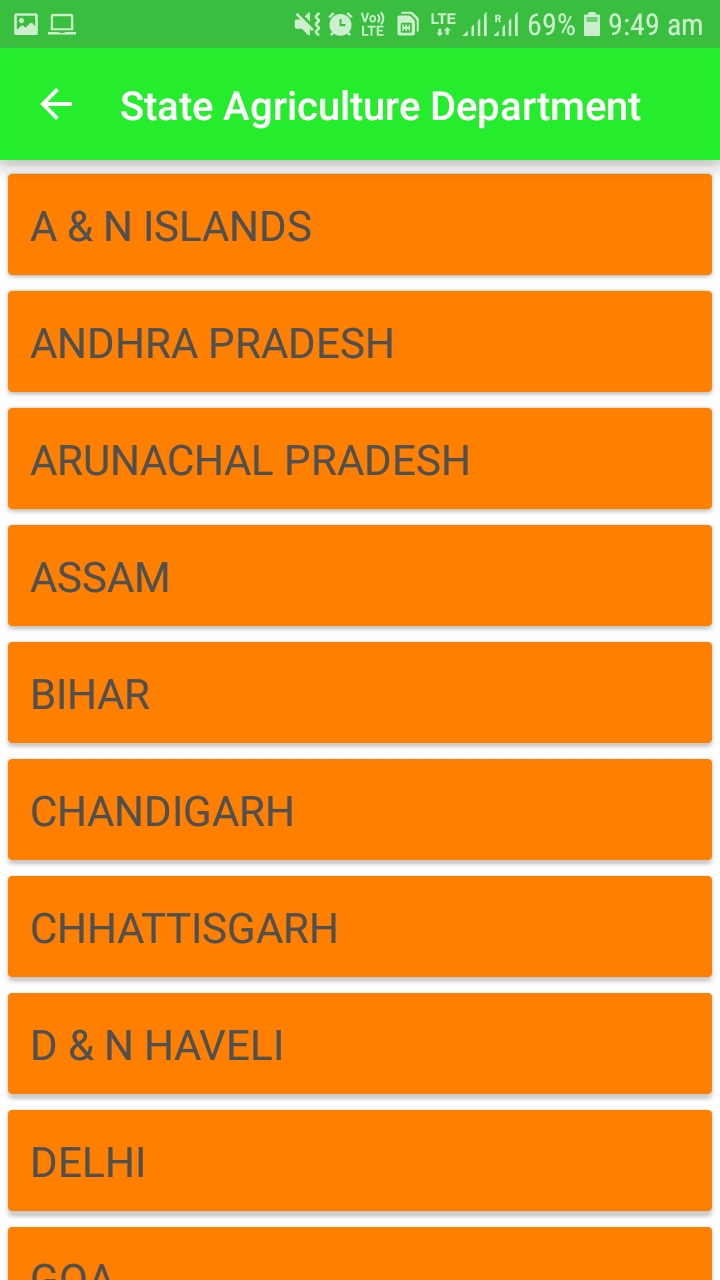 Vo)) LTE LTE R 69% 9:49 am
State Agriculture Department
A & N ISLANDS
ANDHRA PRADESH
ARUNACHAL PRADESH
ASSAM
BIHAR
CHANDIGARH
CHHATTISGARH
D & N HAVELI
DELHI
GOA